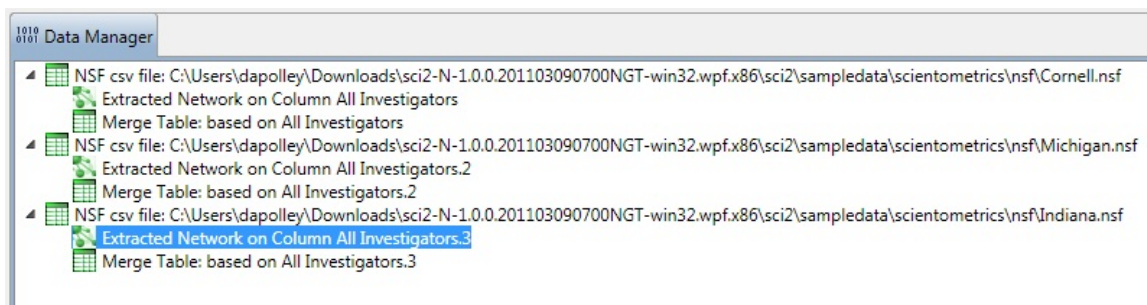 1010
0101 Data Manager
NSF csv file: C:\Users\dapolley\Downloads\sci2-N-1.0.0.201103090700NGT-win32.wpf.x86\sci2\sampledata\scientometrics\nsf\Cornell.nsf
Extracted Network on Column All Investigators
Merge Table: based on All Investigators
NSF csv file: C:\Users\dapolley\Downloads\sci2-N-1.0.0.201103090700NGT-win32.wpf.x86\sci2\sampledata\scientometrics\nsf\Michigan.nsf
Extracted Network on Column All Investigators.2
Merge Table: based on All Investigators.2
NSF csv file: C:\Users\dapolley\Downloads\sci2-N-1.0.0.201103090700NGT-win32.wpf.x86\sci2\sampledata\scientometrics\nsf\Indiana.nsf
Extracted Network on Column All Investigators.3
Merge Table: based on All Investigators.3